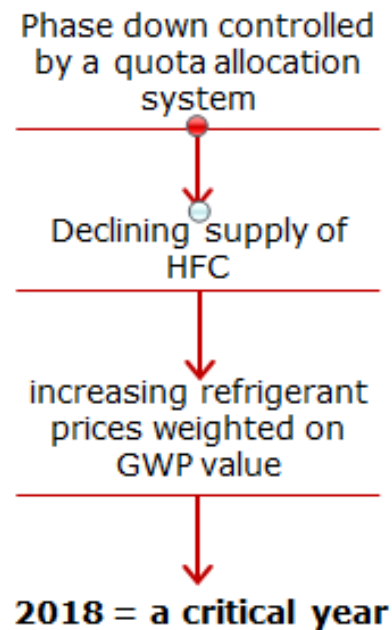 Phase down controlled
by a quota allocation
system
Declining supply of
HFC
increasing refrigerant
prices weighted on
GWP value
2018 = a critical year